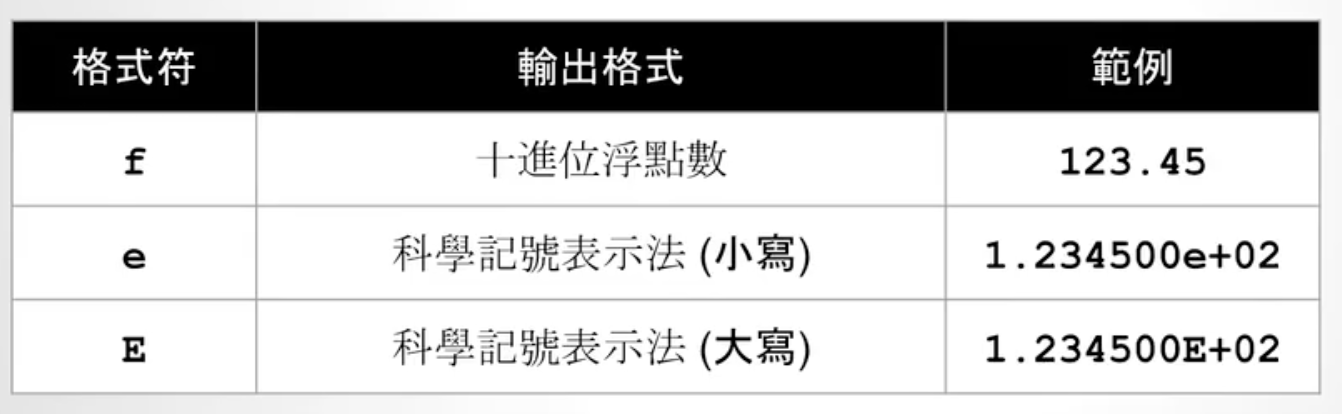 格式符 輸出格式 範例
f 十進位浮點數 123.45
e 科學記號表示法 (小寫) 1.234500e+02
E 科學記號表示法 (大寫) 1.234500E+02